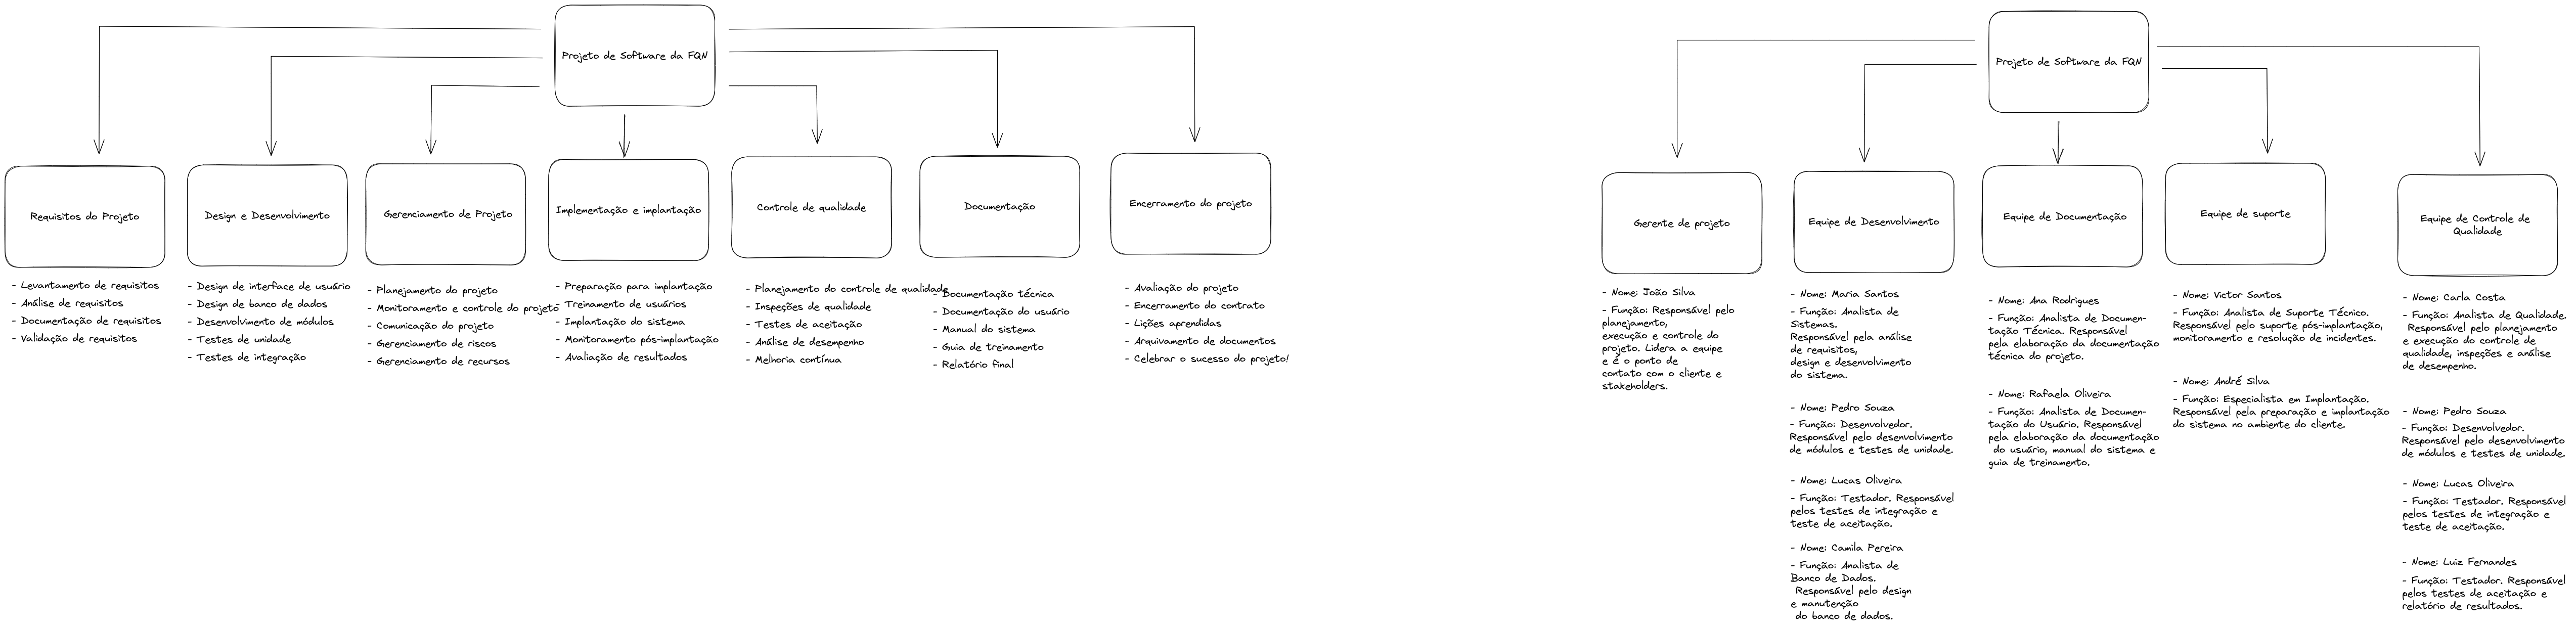 Projeto de Software da FQN
Requisitos do Projeto
- Levantamento de requisitos
- Análise de requisitos
- Documentação de requisitos
- Validação de requisitos
Design e Desenvolvimento
- Design de interface de usuário
- Design de banco de dados
- Desenvolvimento de módulos
- Testes de unidade
- Testes de integração
Gerenciamento de Projeto
- Planejamento do projeto
- Monitoramento e controle do projeto
- Comunicação do projeto
- Gerenciamento de riscos
- Gerenciamento de recursos
Implementação e implantação
- Preparação para implantação
- Treinamento de usuários
- Implantação do sistema
- Monitoramento pós-implantação
- Avaliação de resultados
Controle de qualidade
- Planejamento do controle de qualidade
- Inspeções de qualidade
- Testes de aceitação
- Análise de desempenho
- Melhoria contínua
Documentação
- Documentação técnica
- Documentação do usuário
- Manual do sistema
- Guia de treinamento
- Relatório final
Encerramento do projeto
- Avaliação do projeto
- Encerramento do contrato
- Lições aprendidas
- Arquivamento de documentos
- Celebrar o sucesso do projeto!
Projeto de Software da FQN
Gerente de projeto
- Nome: João Silva
- Função: Responsável pelo
planejamento,
execução e controle do
projeto. Lidera a equipe
e é o ponto de
contato com o cliente e
stakeholders.
Equipe de Desenvolvimento
- Nome: Maria Santos
- Função: Analista de
Sistemas.
Responsável pela análise
de requisitos,
design e desenvolvimento
do sistema.
- Nome: Pedro Souza
- Função: Desenvolvedor.
Responsável pelo desenvolvimento
de módulos e testes de unidade.
- Nome: Lucas Oliveira
- Função: Testador. Responsável
pelos testes de integração e
teste de aceitação.
- Nome: Camila Pereira
- Função: Analista de
Banco de Dados.
Responsável pelo design
e manutenção
do banco de dados.
Equipe de Documentação
- Nome: Ana Rodrigues
- Função: Analista de Documen-
tação Técnica. Responsável
pela elaboração da documentação
técnica do projeto.
- Nome: Rafaela Oliveira
- Função: Analista de Documen-
tação do Usuário. Responsável
pela elaboração da documentação
do usuário, manual do sistema e
guia de treinamento.
Equipe de suporte
- Nome: Victor Santos
- Função: Analista de Suporte Técnico.
Responsável pelo suporte pós-implantação,
monitoramento e resolução de incidentes.
- Nome: André Silva
- Função: Especialista em Implantação.
Responsável pela preparação e implantação
do sistema no ambiente do cliente.
Equipe de Controle de
Qualidade
- Nome: Carla Costa
- Função: Analista de Qualidade.
Responsável pelo planejamento
e execução do controle de
qualidade, inspeções e análise
de desempenho.
- Nome: Pedro Souza
- Função: Desenvolvedor.
Responsável pelo desenvolvimento
de módulos e testes de unidade.
- Nome: Lucas Oliveira
- Função: Testador. Responsável
pelos testes de integração e
teste de aceitação.
- Nome: Luiz Fernandes
- Função: Testador. Responsável
pelos testes de aceitação e
relatório de resultados.